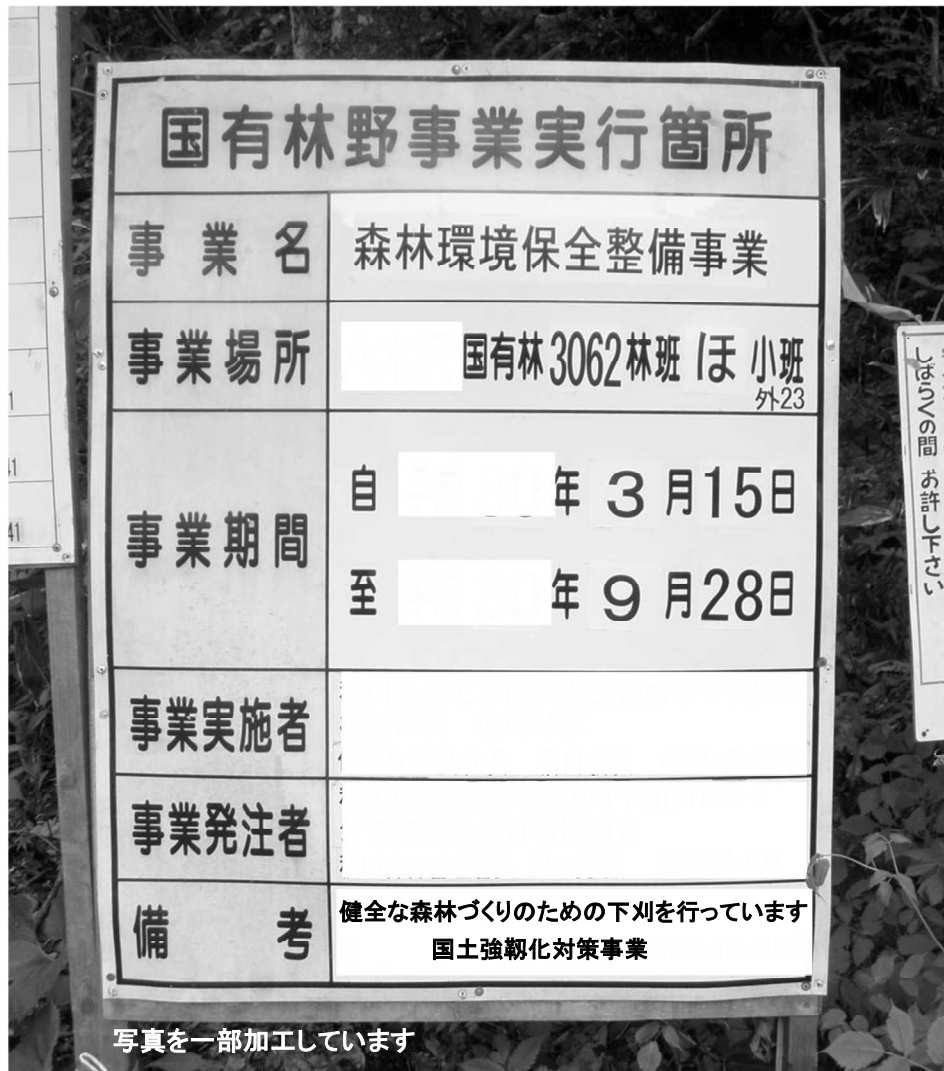 国有林野事業実行箇所
事業名 森林環境保全整備事業
事業場所 国有林3062林班 ほ 小班
外23
事業期間
自 年 3 月15日
至 年 9 月28日
事業実施者
事業発注者
備考 健全な森林づくりのための下刈を行っています
国土強靱化対策事業
写真を一部加工しています
しばらくの間 お許し下さい
41
41